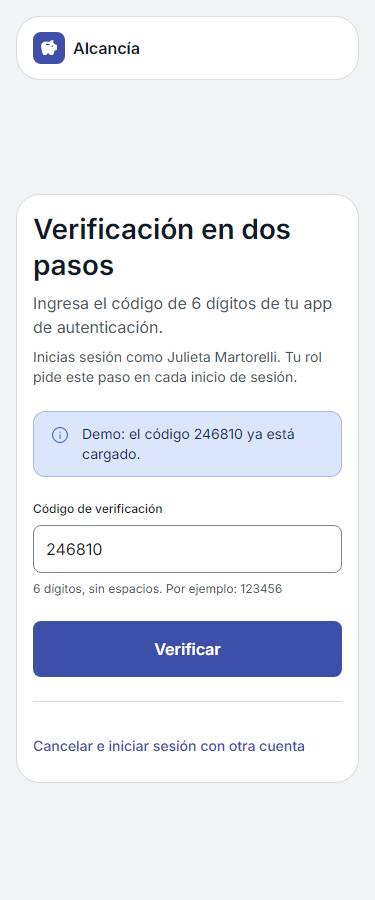 Alcancía
Verificación en dos
pasos
Ingresa el código de 6 dígitos de tu app
de autenticación.
Inicias sesión como Julieta Martorelli. Tu rol
pide este paso en cada inicio de sesión.
Demo: el código 246810 ya está
cargado.
Código de verificación
246810
6 dígitos, sin espacios. Por ejemplo: 123456
Verificar
Cancelar e iniciar sesión con otra cuenta